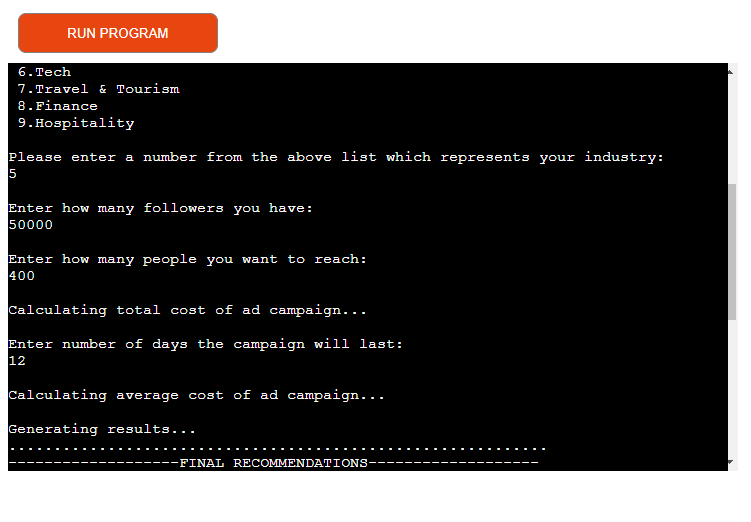 RUN PROGRAM
6.Tech
7.Travel & Tourism
8.Finance
9.Hospitality
Please enter a number from the above list which represents your industry:
5
Enter how many followers you have:
50000
Enter how many people you want to reach:
400
Calculating total cost of ad campaign...
Enter number of days the campaign will last:
12
Calculating average cost of ad campaign...
Generating results...
............................................................
-------------------FINAL RECOMMENDATIONS-------------------